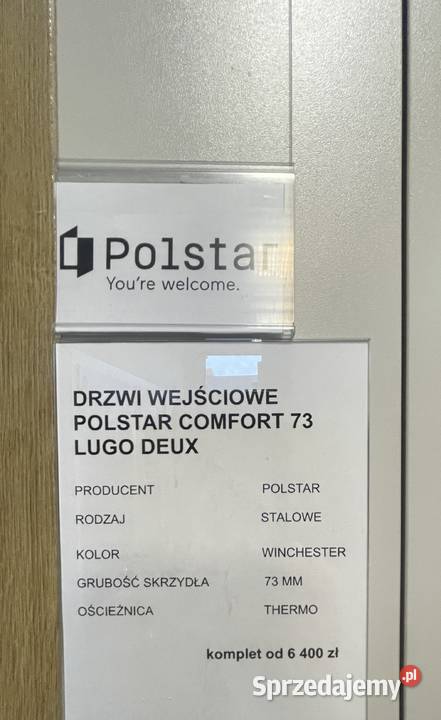 Polstar
You're welcome.
DRZWI WEJŚCIOWE
POLSTAR COMFORT 73
LUGO DEUX
PRODUCENT POLSTAR
RODZAJ STALOWE
KOLOR WINCHESTER
GRUBOŚĆ SKRZYDŁA 73 MM
OŚCIEŻNICA THERMO
komplet od 6 400 zł
Sprzedajemy.pl